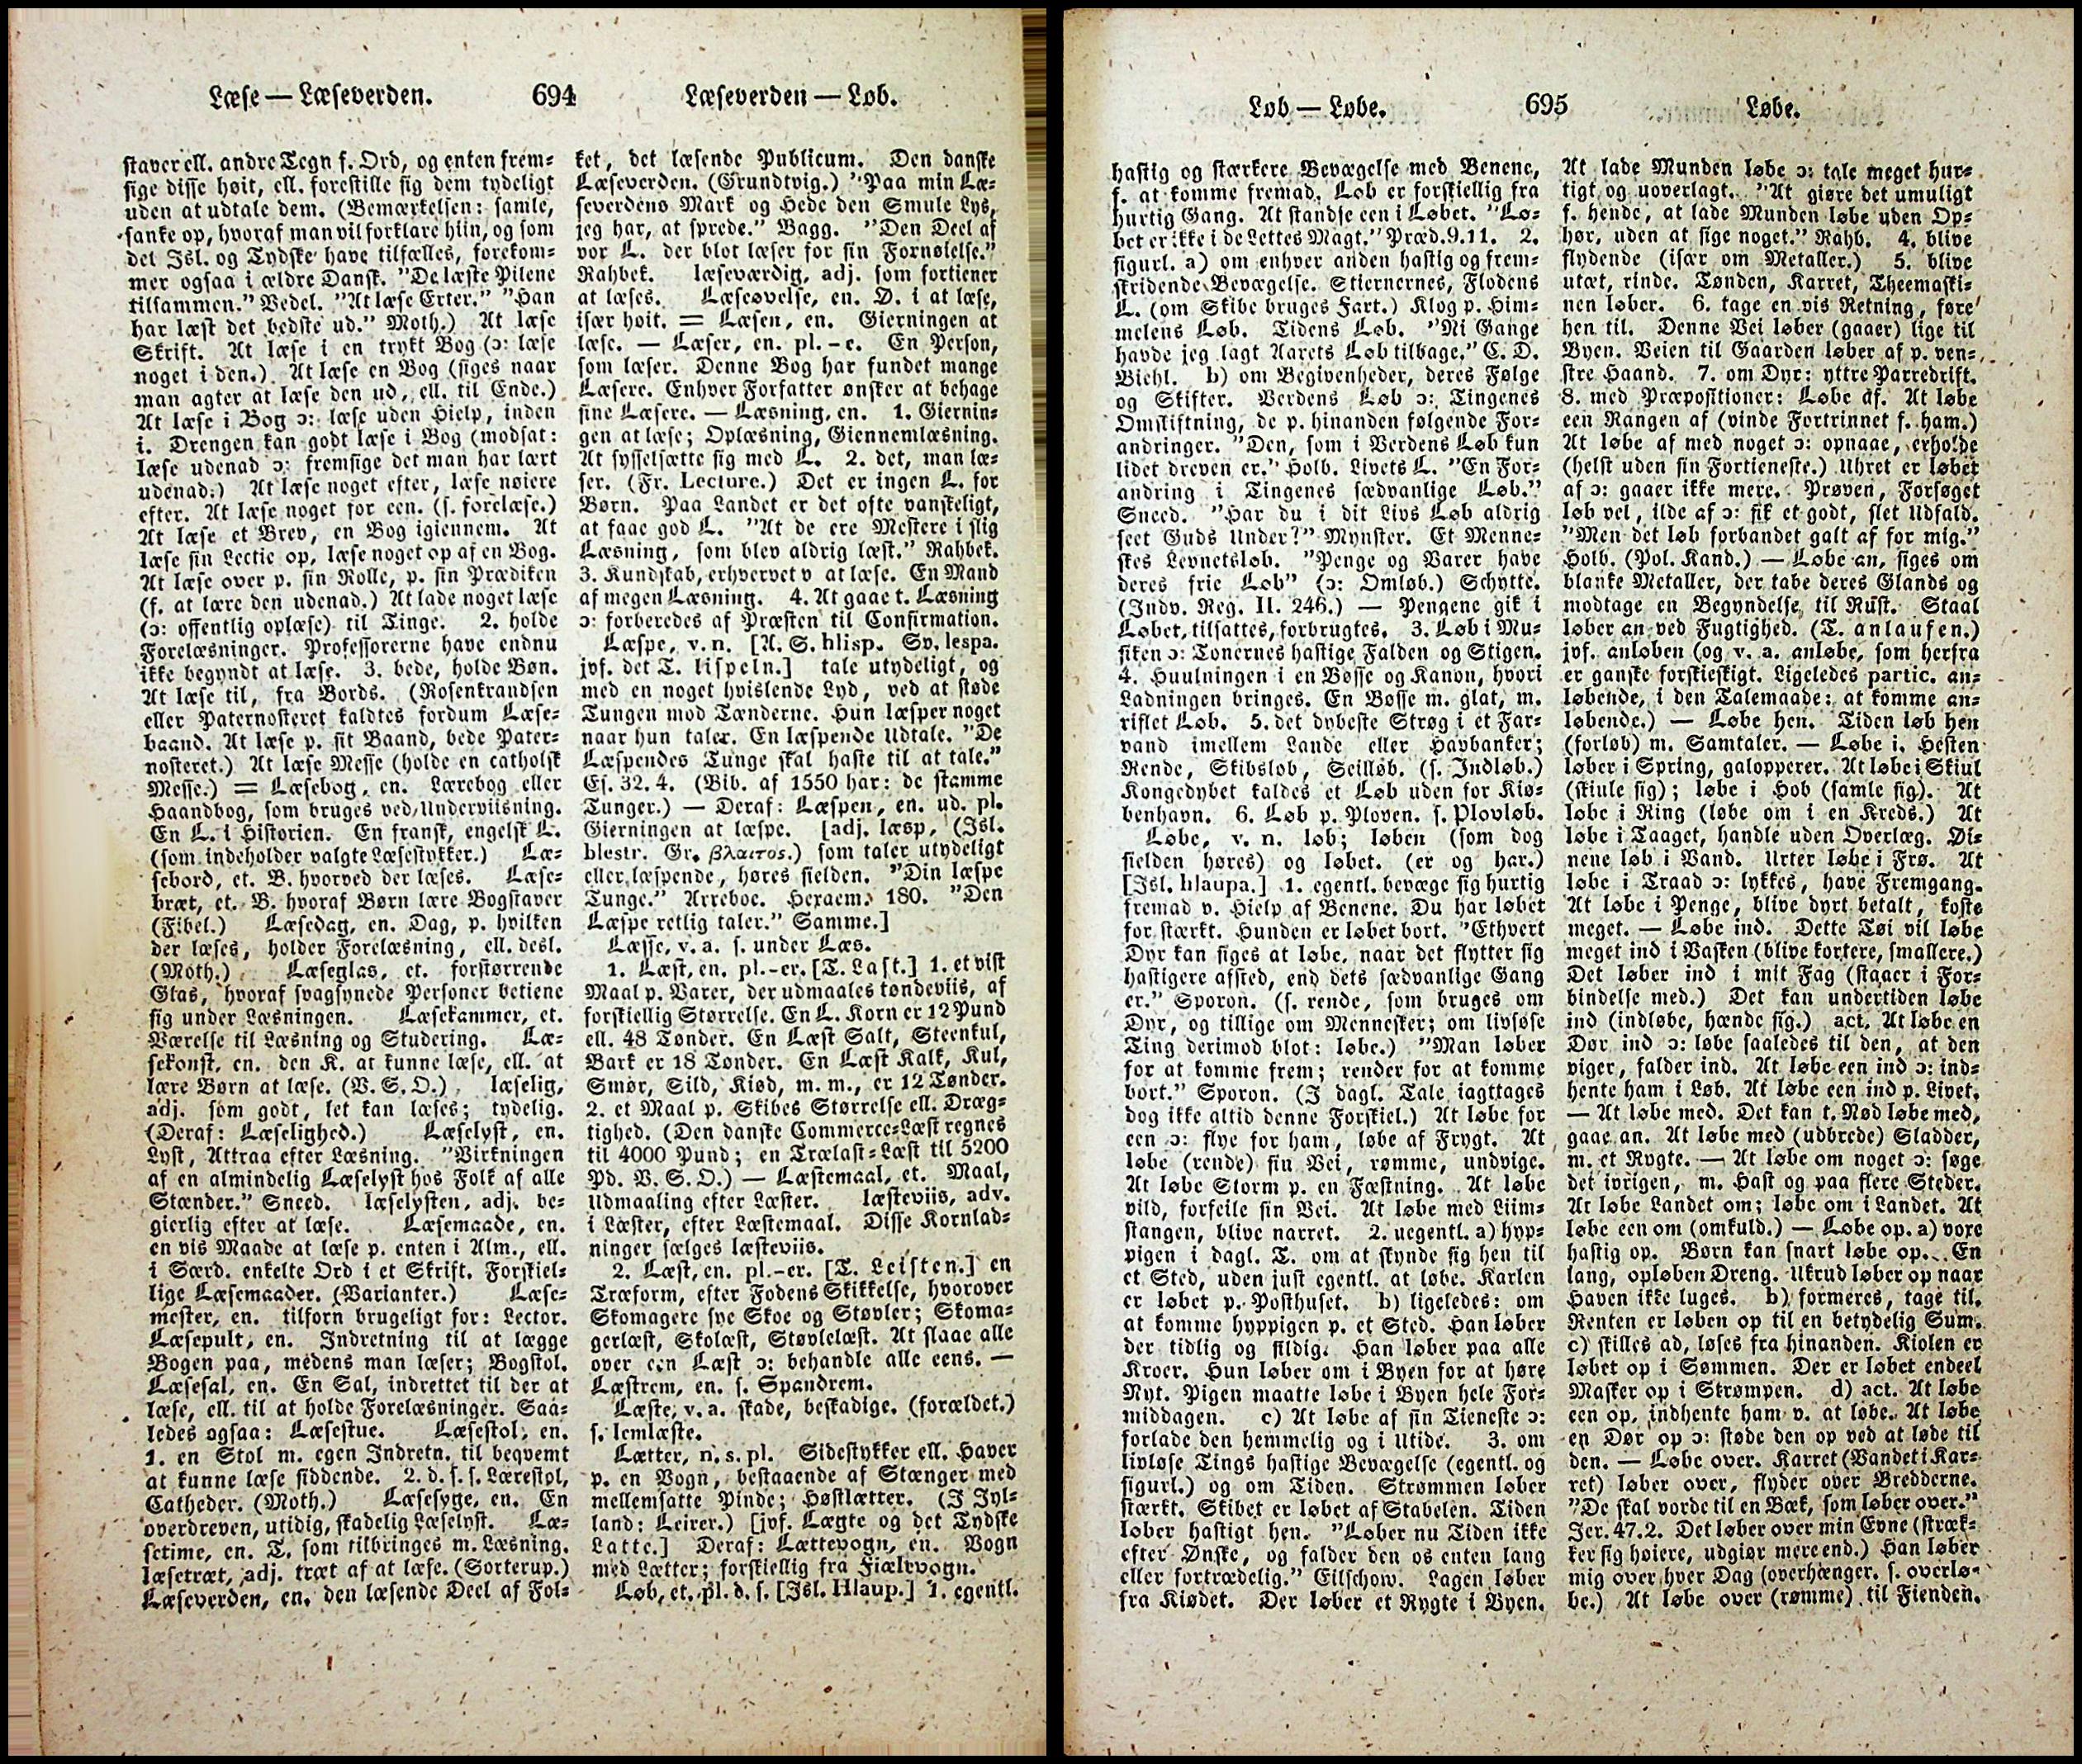 Læse — Læseverden.
694
Læseverden — Løb.
staver ell. andre Tegn f. Ord, og enten frem-
sige disse høit, ell. forestille sig dem tydeligt
uden at udtale dem. (Bemærkelsen: samle,
sanke op, hvoraf man vil forklare hiin, og som
det Isl. og Tydske have tilfælles, forekom-
mer ogsaa i ældre Dansk. "De læste Pilene
tilsammen." Vedel. "At læse Erter." "Han
har læst det bedste ud." Moth.) At læse
Skrift. At læse i en trykt Bog (ɔ: læse
noget i den.) At læse en Bog (siges naar
man agter at læse den ud, ell. til Ende.)
At læse i Bog ɔ: læse uden Hielp, inden
i. Drengen kan godt læse i Bog (modsat:
læse udenad ɔ: fremsige det man har lært
udenad.) At læse noget efter, læse nøiere
efter. At læse noget for een. (s. forelæse.)
At læse et Brev, en Bog igiennem. At
læse sin Lectie op, læse noget op af en Bog.
At læse over p. sin Rolle, p. sin Prædiken
(f. at lære den udenad.) At lade noget læse
(ɔ: offentlig oplæse) til Tinge. 2. holde
Forelæsninger. Professorerne have endnu
ikke begyndt at læse. 3. bede, holde Bøn.
At læse til, fra Bords. (Rosenkrandsen
eller Paternosteret kaldtes fordum Læse-
baand. At læse p. sit Baand, bede Pater-
nosteret.) At læse Messe (holde en catholsk
Messe.) = Læsebog, en. Lærebog eller
Haandbog, som bruges ved Underviisning.
En L. i Historien. En fransk, engelsk L.
(som indeholder valgte Læsestykker.) Læ-
sebord, et. B. hvorved der læses. Læse-
bræt, et. B. hvoraf Børn lære Bogstaver
(Fibel.) Læsedag, en. Dag, p. hvilken
der læses, holder Forelæsning, ell. desl.
(Moth.) Læseglas, et. forstørrende
Glas, hvoraf svagsynede Personer betiene
sig under Læsningen. Læsekammer, et.
Værelse til Læsning og Studering. Læ-
sekonst, en. den K. at kunne læse, ell. at
lære Børn at læse. (V. S. O.) læselig,
adj. som godt, let kan læses; tydelig.
(Deraf: Læselighed.) Læselyst, en.
Lyst, Attraa efter Læsning. "Virkningen
af en almindelig Læselyst hos Folk af alle
Stænder." Sneed. læselysten, adj. be-
gierlig efter at læse. Læsemaade, en.
en vis Maade at læse p. enten i Alm., ell.
i Særd. enkelte Ord i et Skrift. Forskiel-
lige Læsemaader. (Varianter.) Læse-
mester, en. tilforn brugeligt for: Lector.
Læsepult, en. Indretning til at lægge
Bogen paa, medens man læser; Bogstol.
Læsesal, en. En Sal, indrettet til der at
læse, ell. til at holde Forelæsninger. Saa-
ledes ogsaa: Læsestue. Læsestol, en.
1. en Stol m. egen Indretn. til beqvemt
at kunne læse siddende. 2. d. s. s. Lærestol,
Catheder. (Moth.) Læsesyge, en. En
overdreven, utidig, skadelig Læselyst. Læ-
setime, en. T. som tilbringes m. Læsning.
læsetræt, adj. træt af at læse. (Sorterup.)
Læseverden, en. den læsende Deel af Fol-
ket, det læsende Publicum. Den danske
Læseverden. (Grundtvig.) "Paa min Læ-
severdens Mark og Hede den Smule Lys,
jeg har, at sprede." Bagg. "Den Deel af
vor L. der blot læser for sin Fornøielse."
Rahbek. læseværdig, adj. som fortiener
at læses. Læseøvelse, en. Ø. i at læse,
især høit. = Læsen, en. Gierningen at
læse. — Læser, en. pl. -e. En Person,
som læser. Denne Bog har fundet mange
Læsere. Enhver Forfatter ønsker at behage
sine Læsere. — Læsning, en. 1. Giernin-
gen at læse; Oplæsning, Giennemlæsning.
At sysselsætte sig med L. 2. det, man læ-
ser. (Fr. Lecture.) Det er ingen L. for
Børn. Paa Landet er det ofte vanskeligt,
at faae god L. "At de ere Mestere i slig
Læsning, som blev aldrig læst." Rahbek.
3. Kundskab, erhvervet v. at læse. En Mand
af megen Læsning. 4. At gaae t. Læsning
ɔ: forberedes af Præsten til Confirmation.
Læspe, v. n. [A. S. hlisp. Sv. lespa.
jvf. det T. lispeln.] tale utydeligt, og
med en noget hvislende Lyd, ved at støde
Tungen mod Tænderne. Hun læsper noget
naar hun taler. En læspende Udtale. "De
Læspendes Tunge skal haste til at tale."
Es. 32. 4. (Bib. af 1550 har: de stamme
Tunger.) — Deraf: Læspen, en. ud. pl.
Gierningen at læspe. [adj. læsp, (Isl.
blestr. Gr. βλαιτος.) som taler utydeligt
eller læspende, høres sielden. "Din læspe
Tunge." Arreboe. Hexaem. 180. "Den
Læspe retlig taler." Samme.]
Læsse, v. a. s. under Læs.
1. Læst, en. pl. -er. [T. Last.] 1. et vist
Maal p. Varer, der udmaales tøndeviis, af
forskiellig Størrelse. En L. Korn er 12 Pund
ell. 48 Tønder. En Læst Salt, Steenkul,
Bark er 18 Tønder. En Læst Kalk, Kul,
Smør, Sild, Kiød, m. m., er 12 Tønder.
2. et Maal p. Skibes Størrelse ell. Dræg-
tighed. (Den danske Commerce-Læst regnes
til 4000 Pund; en Trælast-Læst til 5200
Pd. V. S. O.) — Læstemaal, et. Maal,
Udmaaling efter Læster. læsteviis, adv.
i Læster, efter Læstemaal. Disse Kornlad-
ninger sælges læsteviis.
2. Læst, en. pl. -er. [T. Leisten.] en
Træform, efter Fodens Skikkelse, hvorover
Skomagere sye Skoe og Støvler; Skoma-
gerlæst, Skolæst, Støvlelæst. At slaae alle
over een Læst ɔ: behandle alle eens. —
Læstrem, en. s. Spandrem.
Læste, v. a. skade, beskadige. (forældet.)
s. lemlæste.
Lætter, n. s. pl. Sidestykker ell. Haver
p. en Vogn, bestaaende af Stænger med
mellemsatte Pinde; Høstlætter. (I Jyl-
land: Leirer.) [jvf. Lægte og det Tydske
Latte.] Deraf: Lættevogn, en. Vogn
med Lætter; forskiellig fra Fiælevogn.
Løb, et. pl. d. s. [Isl. Hlaup.] 1. egentl.
Løb — Løbe.
695
Løbe.
hastig og stærkere Bevægelse med Benene,
f. at komme fremad. Løb er forskiellig fra
hurtig Gang. At standse een i Løbet. "Lø-
bet er ikke i de Lettes Magt." Præd. 9. 11. 2.
figurl. a) om enhver anden hastig og frem-
skridende Bevægelse. Stiernernes, Flodens
L. (om Skibe bruges Fart.) Klog p. Him-
melens Løb. Tidens Løb. "Ni Gange
havde jeg lagt Aarets Løb tilbage." C. D.
Biehl. b) om Begivenheder, deres Følge
og Skifter. Verdens Løb ɔ: Tingenes
Omskiftning, de p. hinanden følgende For-
andringer. "Den, som i Verdens Løb kun
lidet dreven er." Holb. Livets L. "En For-
andring i Tingenes sædvanlige Løb."
Sneed. "Har du i dit Livs Løb aldrig
seet Guds Under?" Mynster. Et Menne-
skes Levnetsløb. "Penge og Varer have
deres frie Løb" (ɔ: Omløb.) Schytte.
(Indv. Reg. II. 246.) — Pengene gik i
Løbet, tilsattes, forbrugtes. 3. Løb i Mu-
siken ɔ: Tonernes hastige Falden og Stigen.
4. Huulningen i en Bøsse og Kanon, hvori
Ladningen bringes. En Bøsse m. glat, m.
riflet Løb. 5. det dybeste Strøg i et Far-
vand imellem Lande eller Havbanker;
Rende, Skibsløb, Seilløb. (s. Indløb.)
Kongedybet kaldes et Løb uden for Kiø-
benhavn. 6. Løb p. Ploven. s. Plovløb.
Løbe, v. n. løb; løben (som dog
sielden høres) og løbet. (er og har.)
[Isl. hlaupa.] 1. egentl. bevæge sig hurtig
fremad v. Hielp af Benene. Du har løbet
for stærkt. Hunden er løbet bort. "Ethvert
Dyr kan siges at løbe, naar det flytter sig
hastigere afsted, end dets sædvanlige Gang
er." Sporon. (s. rende, som bruges om
Dyr, og tillige om Mennesker; om livløse
Ting derimod blot: løbe.) "Man løber
for at komme frem; render for at komme
bort." Sporon. (I dagl. Tale iagttages
dog ikke altid denne Forskiel.) At løbe for
een ɔ: flye for ham, løbe af Frygt. At
løbe (rende) sin Vei, rømme, undvige.
At løbe Storm p. en Fæstning. At løbe
vild, forfeile sin Vei. At løbe med Liim-
stangen, blive narret. 2. uegentl. a) hyp-
pigen i dagl. T. om at skynde sig hen til
et Sted, uden just egentl. at løbe. Karlen
er løbet p. Posthuset. b) ligeledes: om
at komme hyppigen p. et Sted. Han løber
der tidlig og sildig. Han løber paa alle
Kroer. Hun løber om i Byen for at høre
Nyt. Pigen maatte løbe i Byen hele For-
middagen. c) At løbe af sin Tieneste ɔ:
forlade den hemmelig og i Utide. 3. om
livløse Tings hastige Bevægelse (egentl. og
figurl.) og om Tiden. Strømmen løber
stærkt. Skibet er løbet af Stabelen. Tiden
løber hastigt hen. "Løber nu Tiden ikke
efter Ønske, og falder den os enten lang
eller fortrædelig." Eilschow. Lagen løber
fra Kiødet. Der løber et Rygte i Byen.
At lade Munden løbe ɔ: tale meget hur-
tigt og uoverlagt. "At giøre det umuligt
f. hende, at lade Munden løbe uden Op-
hør, uden at sige noget." Rahb. 4. blive
flydende (især om Metaller.) 5. blive
utæt, rinde. Tønden, Karret, Theemaski-
nen løber. 6. tage en vis Retning, føre
hen til. Denne Vei løber (gaaer) lige til
Byen. Veien til Gaarden løber af p. ven-
stre Haand. 7. om Dyr: yttre Parredrift.
8. med Præpositioner: Løbe af. At løbe
een Rangen af (vinde Fortrinnet f. ham.)
At løbe af med noget ɔ: opnaae, erholde
(helst uden sin Fortieneste.) Uhret er løbet
af ɔ: gaaer ikke mere. Prøven, Forsøget
løb vel, ilde af ɔ: fik et godt, slet Udfald.
"Men det løb forbandet galt af for mig."
Holb. (Pol. Kand.) — Løbe an, siges om
blanke Metaller, der tabe deres Glands og
modtage en Begyndelse til Rust. Staal
løber an ved Fugtighed. (T. anlaufen.)
jvf. anløben (og v. a. anløbe, som herfra
er ganske forskielligt. Ligeledes partic. an-
løbende, i den Talemaade: at komme an-
løbende.) — Løbe hen. Tiden løb hen
(forløb) m. Samtaler. — Løbe i. Hesten
løber i Spring, galopperer. At løbe i Skiul
(skiule sig); løbe i Hob (samle sig). At
løbe i Ring (løbe om i en Kreds.) At
løbe i Taaget, handle uden Overlæg. Øi-
nene løb i Vand. Urter løbe i Frø. At
løbe i Traad ɔ: lykkes, have Fremgang.
At løbe i Penge, blive dyrt betalt, koste
meget. — Løbe ind. Dette Tøi vil løbe
meget ind i Vasken (blive kortere, smallere.)
Det løber ind i mit Fag (staaer i For-
bindelse med.) Det kan undertiden løbe
ind (indløbe, hænde sig.) act. At løbe en
Dør ind ɔ: løbe saaledes til den, at den
viger, falder ind. At løbe een ind ɔ: ind-
hente ham i Løb. At løbe een ind p. Livet.
— At løbe med. Det kan t. Nød løbe med,
gaae an. At løbe med (udbrede) Sladder,
m. et Rygte. — At løbe om noget ɔ: søge
det ivrigen, m. Hast og paa flere Steder.
At løbe Landet om; løbe om i Landet. At
løbe een om (omkuld.) — Løbe op. a) voxe
hastig op. Børn kan snart løbe op. En
lang, opløben Dreng. Ukrud løber op naar
Haven ikke luges. b) formeres, tage til.
Renten er løben op til en betydelig Sum.
c) skilles ad, løses fra hinanden. Kiolen er
løbet op i Sømmen. Der er løbet endeel
Masker op i Strømpen. d) act. At løbe
een op, indhente ham v. at løbe. At løbe
en Dør op ɔ: støde den op ved at løbe til
den. — Løbe over. Karret (Vandet i Kar-
ret) løber over, flyder over Bredderne.
"De skal vorde til en Bæk, som løber over."
Jer. 47. 2. Det løber over min Evne (stræk-
ker sig høiere, udgiør mere end.) Han løber
mig over hver Dag (overhænger. s. overlø-
be.) At løbe over (rømme) til Fienden.